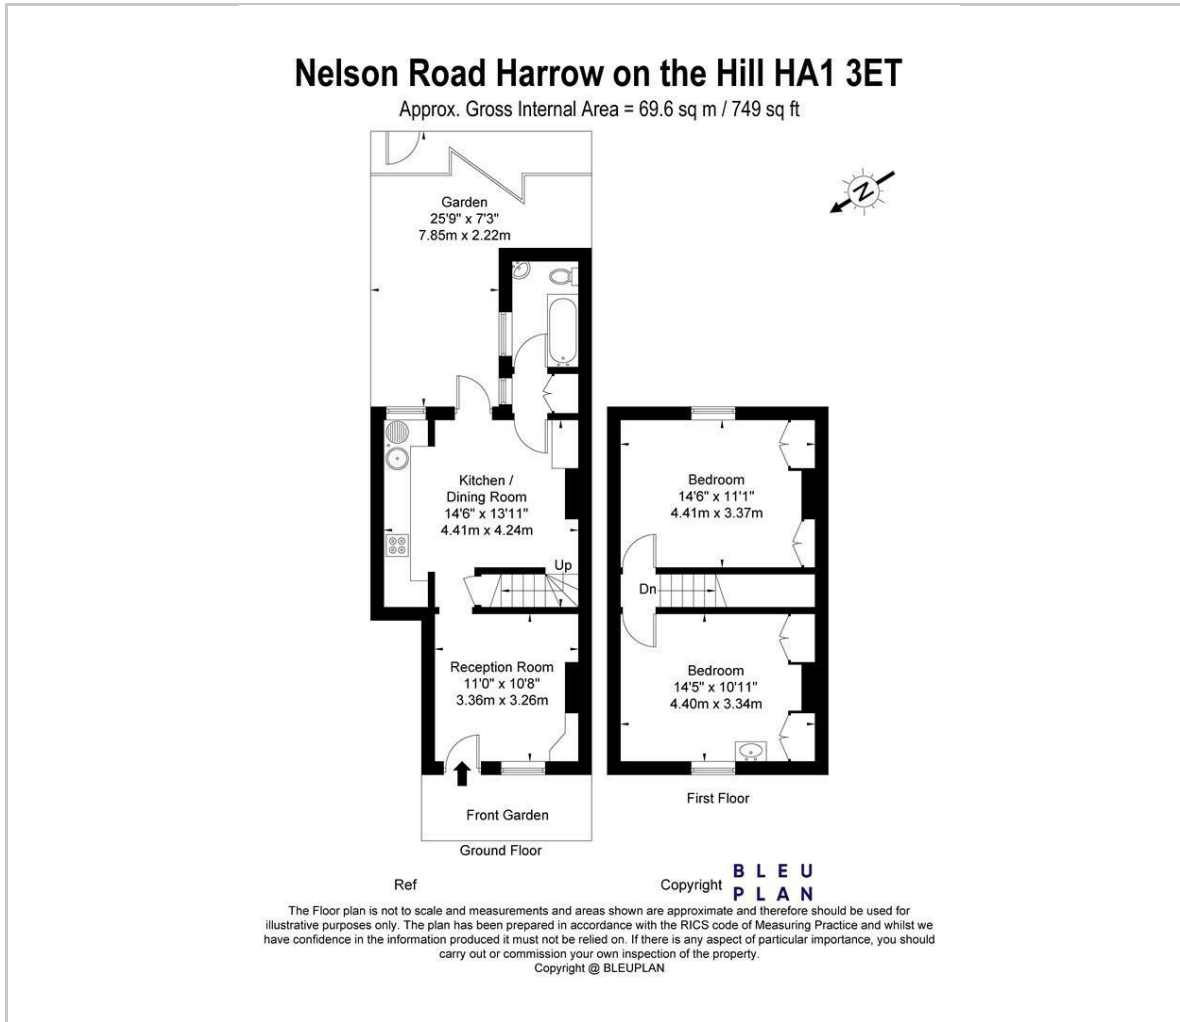 Nelson Road Harrow on the Hill HA1 3ET
Approx. Gross Internal Area = 69.6 sq m / 749 sq ft
Garden
25'9" x 7'3"
7.85m x 2.22m
N
Kitchen /
Dining Room
14'6" x 13'11"
4.41m x 4.24m
Up
Reception Room
11'0" x 10'8"
3.36m x 3.26m
Front Garden
Ground Floor
Bedroom
14'6" x 11'1"
4.41m x 3.37m
Dn
Bedroom
14'5" x 10'11"
4.40m x 3.34m
First Floor
Ref
Copyright
BLEU
PLAN
The Floor plan is not to scale and measurements and areas shown are approximate and therefore should be used for
illustrative purposes only. The plan has been prepared in accordance with the RICS code of Measuring Practice and whilst we
have confidence in the information produced it must not be relied on. If there is any aspect of particular importance, you should
carry out or commission your own inspection of the property.
Copyright @ BLEUPLAN